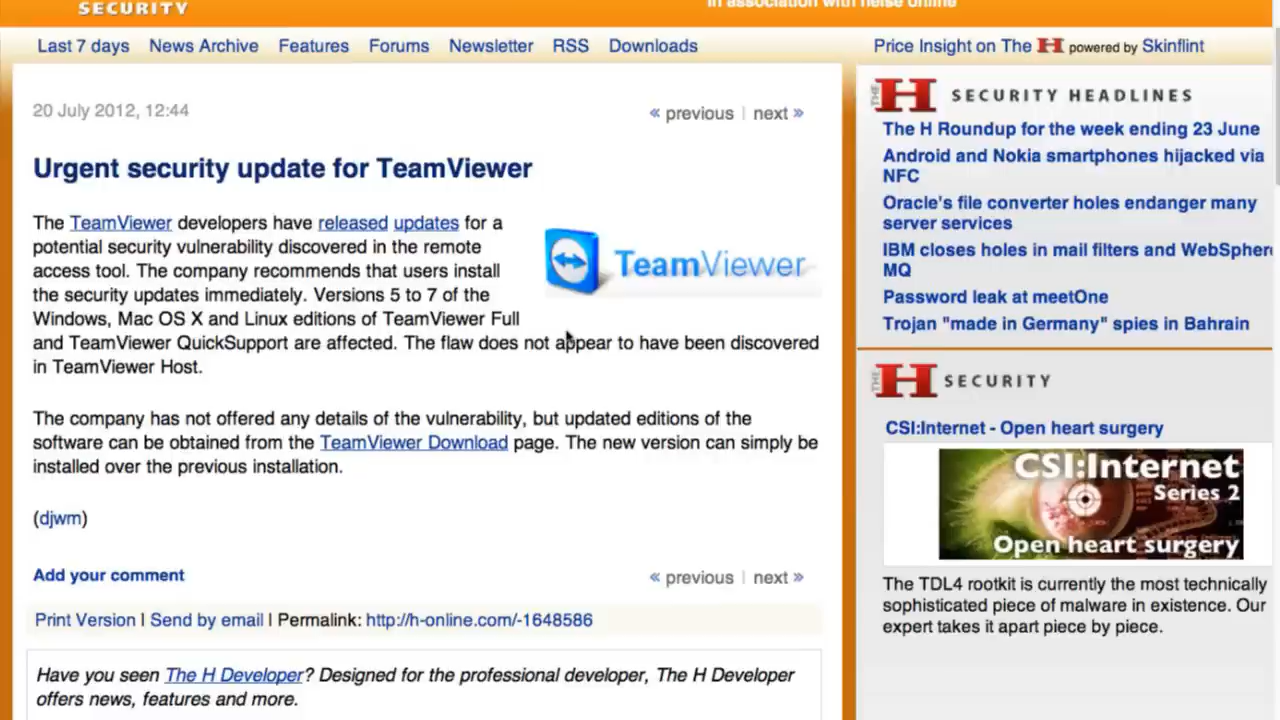 SECURITY
in association with heise online
Last 7 days News Archive Features Forums Newsletter RSS Downloads
Price Insight on The H powered by Skinflint
20 July 2012, 12:44
« previous | next »
Urgent security update for TeamViewer
The TeamViewer developers have released updates for a
potential security vulnerability discovered in the remote
access tool. The company recommends that users install
the security updates immediately. Versions 5 to 7 of the
Windows, Mac OS X and Linux editions of TeamViewer Full
and TeamViewer QuickSupport are affected. The flaw does not appear to have been discovered
in TeamViewer Host.
TeamViewer
The company has not offered any details of the vulnerability, but updated editions of the
software can be obtained from the TeamViewer Download page. The new version can simply be
installed over the previous installation.
(djwm)
Add your comment
« previous | next »
Print Version | Send by email | Permalink: http://h-online.com/-1648586
Have you seen The H Developer? Designed for the professional developer, The H Developer
offers news, features and more.
THE H SECURITY HEADLINES
The H Roundup for the week ending 23 June
Android and Nokia smartphones hijacked via
NFC
Oracle's file converter holes endanger many
server services
IBM closes holes in mail filters and WebSphere
MQ
Password leak at meetOne
Trojan "made in Germany" spies in Bahrain
THE H SECURITY
CSI:Internet - Open heart surgery
CSI:Internet
Series 2
Open heart surgery
The TDL4 rootkit is currently the most technically
sophisticated piece of malware in existence. Our
expert takes it apart piece by piece.